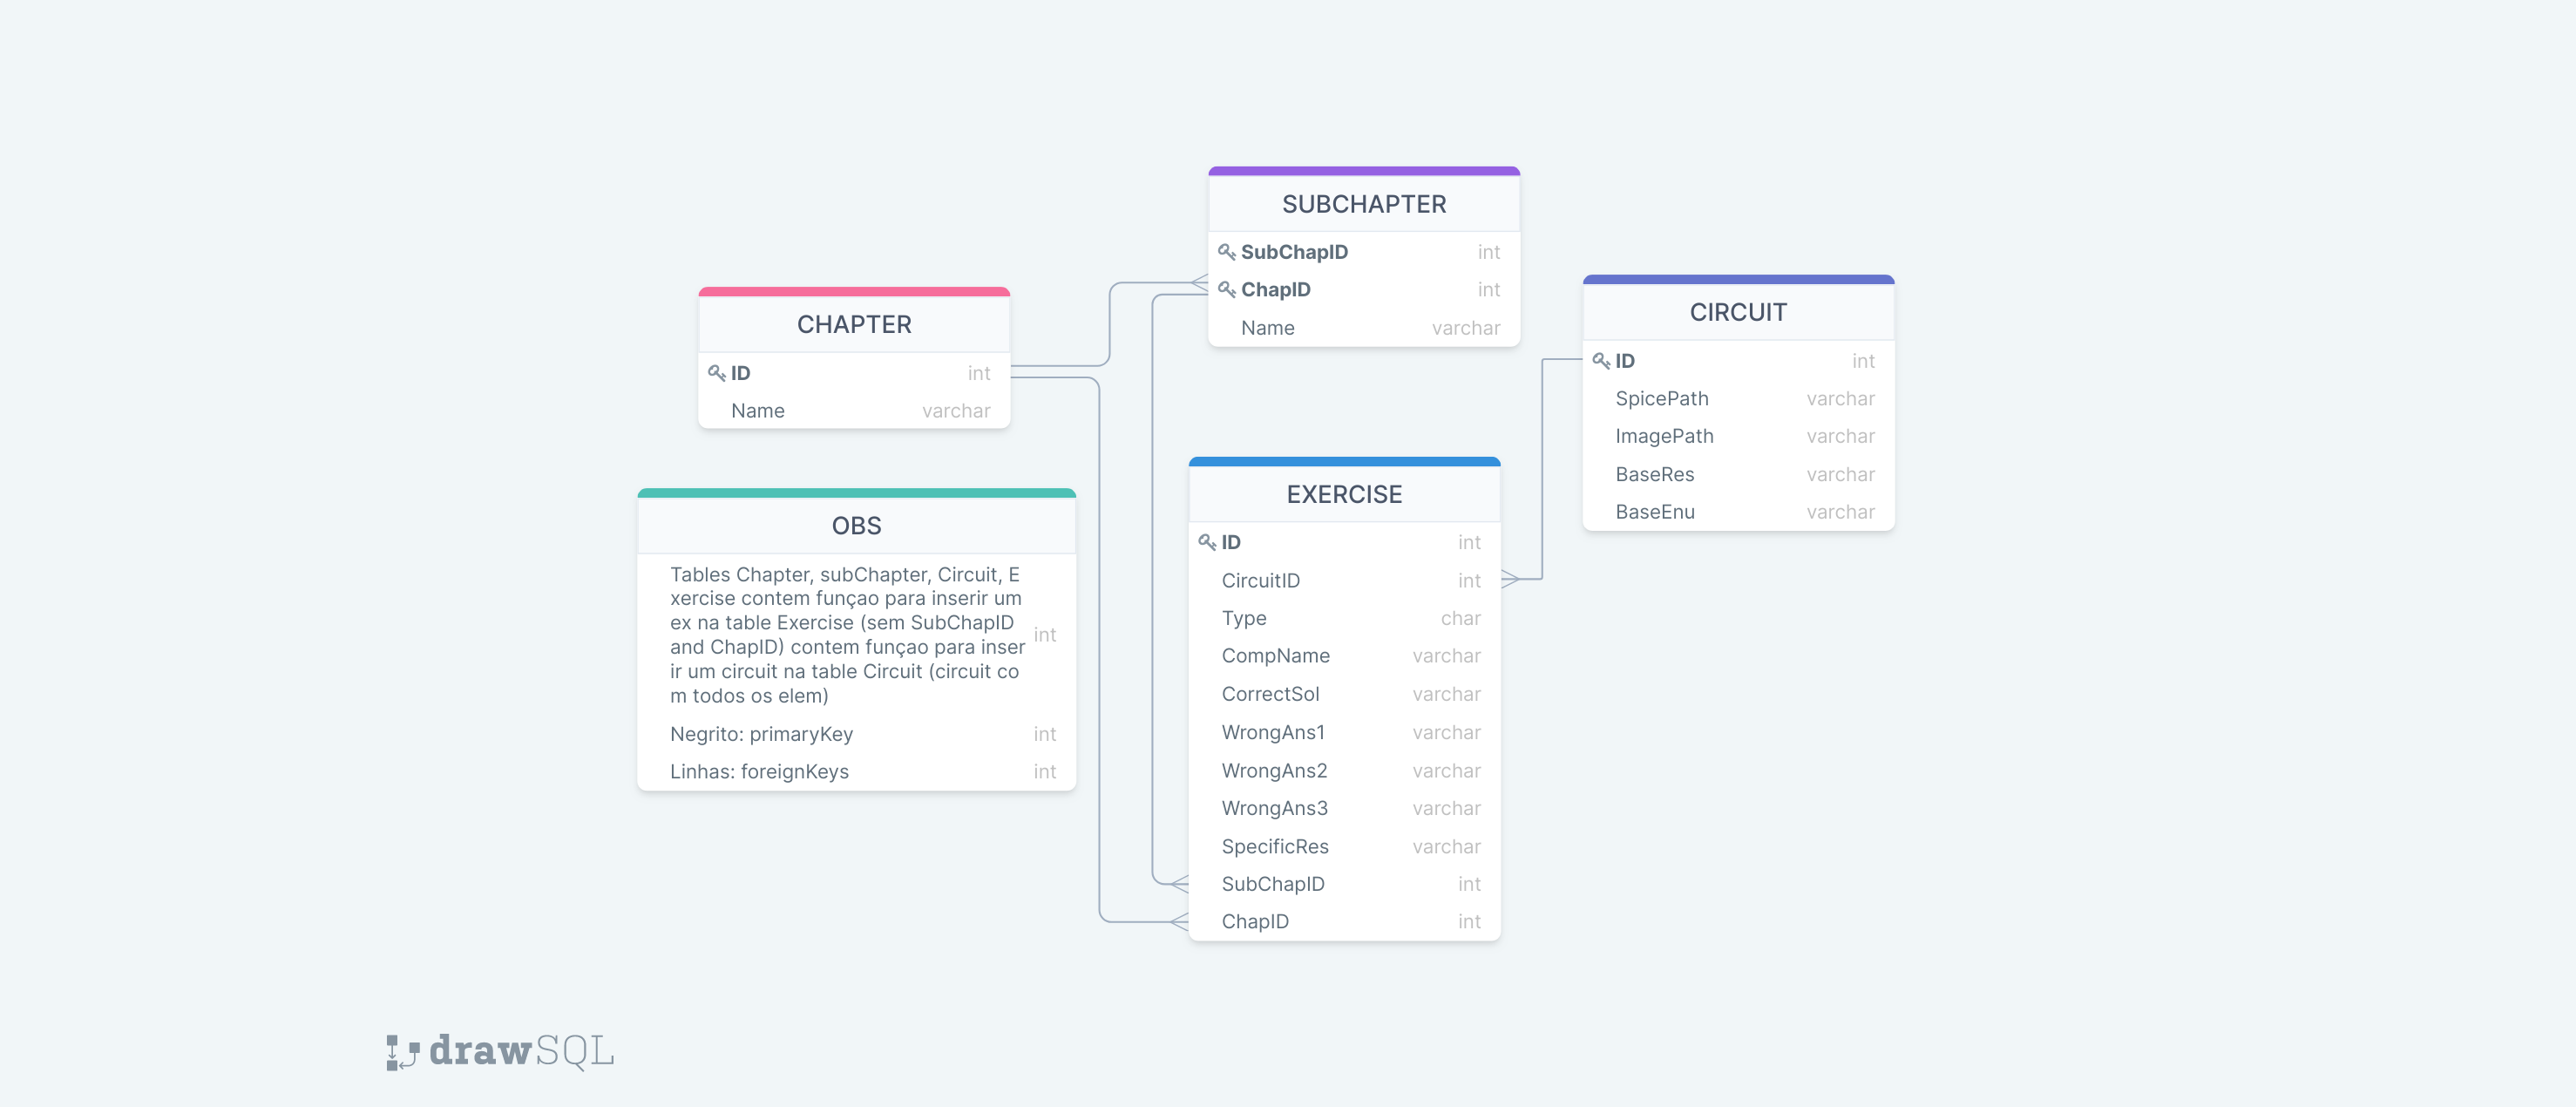 SUBCHAPTER
SubChapID int
ChapID int
Name varchar
CHAPTER
ID int
Name varchar
CIRCUIT
ID int
SpicePath varchar
ImagePath varchar
BaseRes varchar
BaseEnu varchar
OBS
Tables Chapter, subChapter, Circuit, E
xercise contem funçao para inserir um
ex na table Exercise (sem SubChapID
and ChapID) contem funçao para inser
ir um circuit na table Circuit (circuit co
m todos os elem)
int
Negrito: primaryKey int
Linhas: foreignKeys int
EXERCISE
ID int
CircuitID int
Type char
CompName varchar
CorrectSol varchar
WrongAns1 varchar
WrongAns2 varchar
WrongAns3 varchar
SpecificRes varchar
SubChapID int
ChapID int
drawSQL